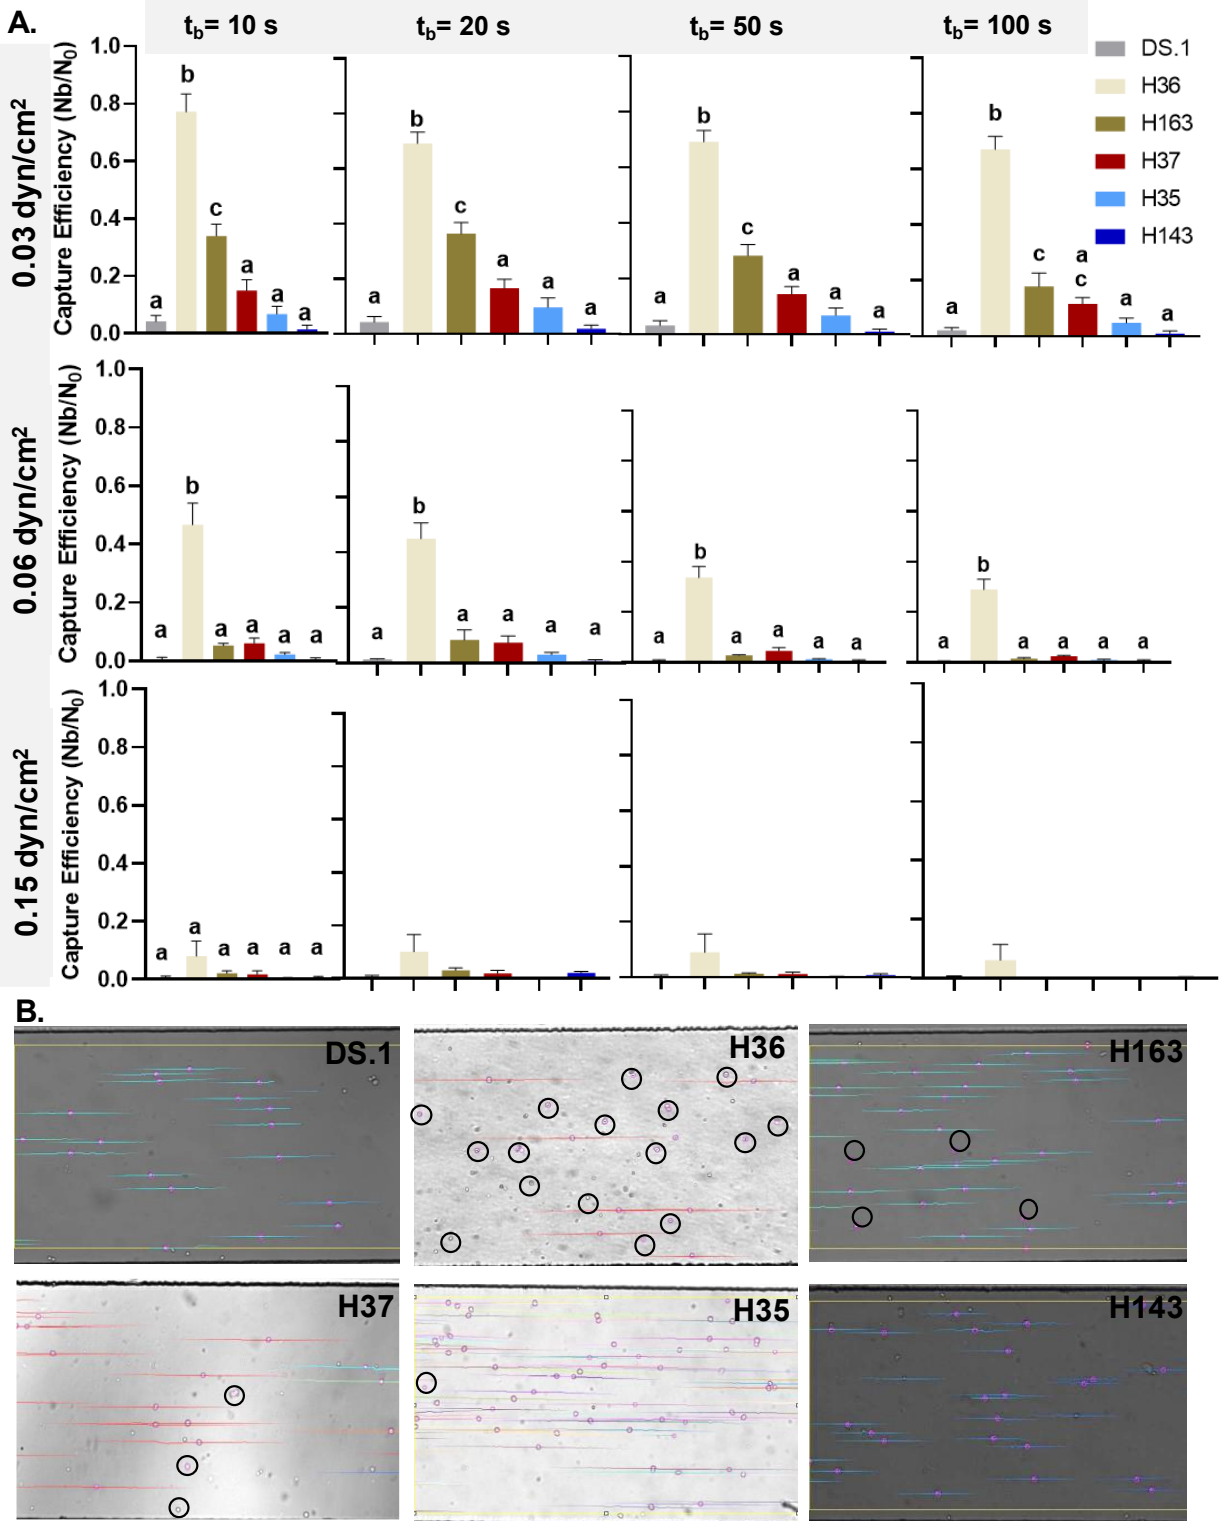 A.
t_b= 10 s
t_b= 20 s
t_b= 50 s
t_b= 100 s
DS.1
H36
H163
H37
H35
H143
0.03 dyn/cm²
Capture Efficiency (Nb/N₀)
1.0
0.8
0.6
0.4
0.2
0.0
a b c a a a
a b c a a a
a b c a a a
a b c a c a a
0.06 dyn/cm²
Capture Efficiency (Nb/N₀)
1.0
0.8
0.6
0.4
0.2
0.0
a b a a a a
a b a a a a
a b a a a a
a b a a a a
0.15 dyn/cm²
Capture Efficiency (Nb/N₀)
1.0
0.8
0.6
0.4
0.2
0.0
a a a a a a
B.
DS.1
H36
H163
H37
H35
H143